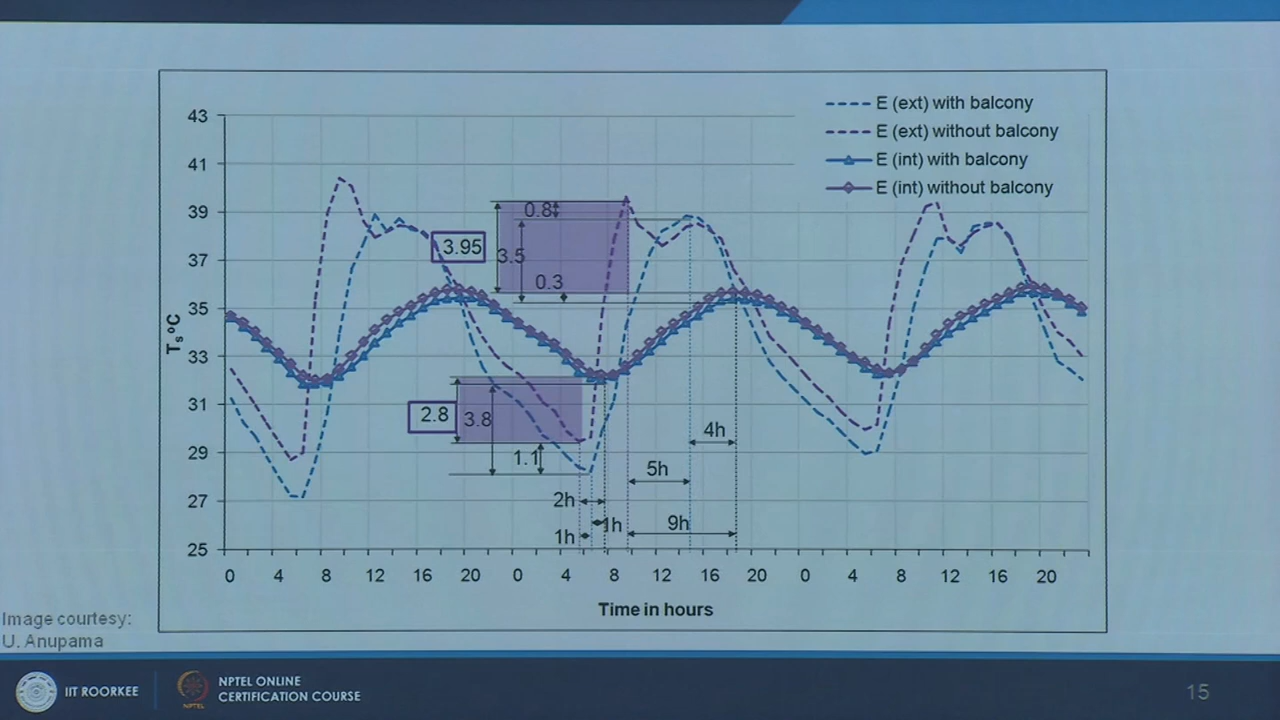 E (ext) with balcony
E (ext) without balcony
E (int) with balcony
E (int) without balcony
43
41
39
37
35
33
31
29
27
25
Ts ºC
0.8
3.95
3.5
0.3
2.8
3.8
1.1
4h
5h
2h
1h
9h
1h
0 4 8 12 16 20 0 4 8 12 16 20 0 4 8 12 16 20
Time in hours
Image courtesy:
U. Anupama
IIT ROORKEE
NPTEL
NPTEL ONLINE
CERTIFICATION COURSE
15